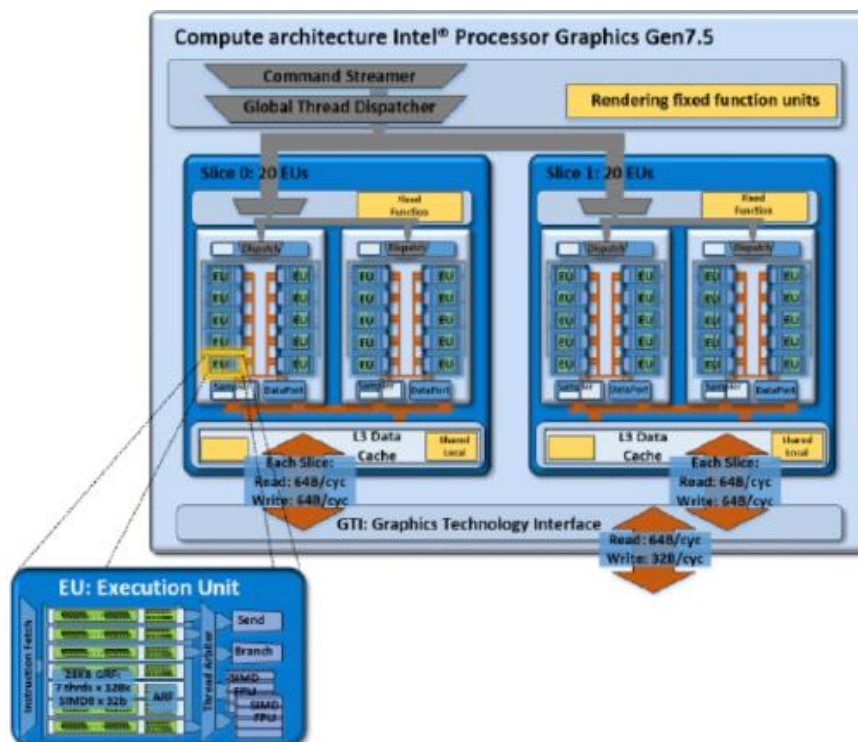 Compute architecture Intel® Processor Graphics Gen7.5
Command Streamer
Global Thread Dispatcher
Rendering fixed function units
Slice 0: 20 EUs
Fixed
Function
Dispatch
Dispatch
EU EU EU EU
EU EU EU EU
EU EU EU EU
EU EU EU EU
EU EU EU EU
Sampler DataPort
Sampler DataPort
L3 Data
Cache
Shared
Local
Each Slice:
Read: 64B/cyc
Write: 64B/cyc
Slice 1: 20 EUs
Fixed
Function
Dispatch
Dispatch
EU EU EU EU
EU EU EU EU
EU EU EU EU
EU EU EU EU
EU EU EU EU
Sampler DataPort
Sampler DataPort
L3 Data
Cache
Shared
Local
Each Slice:
Read: 64B/cyc
Write: 64B/cyc
GTI: Graphics Technology Interface
Read: 64B/cyc
Write: 32B/cyc
EU: Execution Unit
Instruction Fetch
28KB GRF:
7 thrds x 128x
SIMD8 x 32b
ARF
Thread Arbiter
Send
Branch
SIMD
FPU
SIMD
FPU